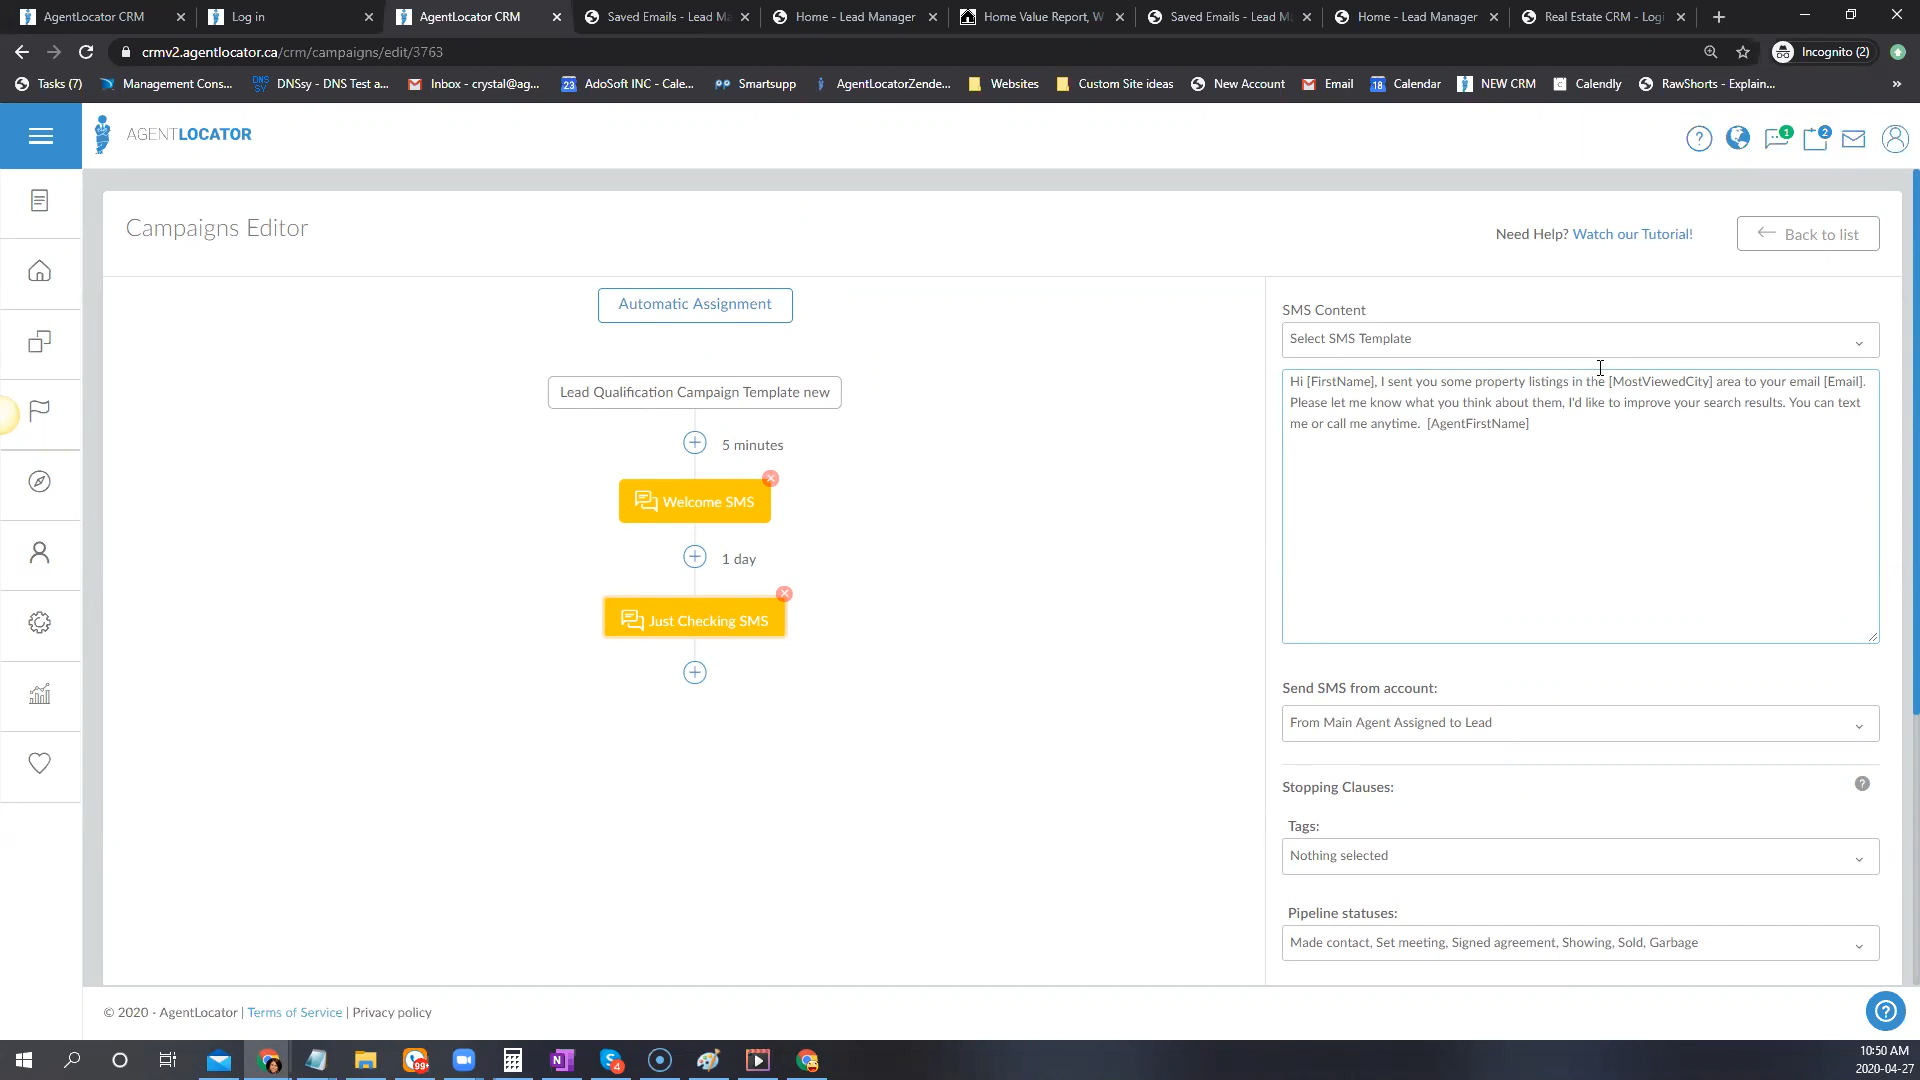 AgentLocator CRM
Log in
AgentLocator CRM
Saved Emails - Lead Ma
Home - Lead Manager
Home Value Report, W
Saved Emails - Lead M
Home - Lead Manager
Real Estate CRM - Logi
crmv2.agentlocator.ca/crm/campaigns/edit/3763
Incognito (2)
Tasks (7)
Management Cons...
DNS
SY
DNSsy - DNS Test a...
Inbox - crystal@ag...
23
AdoSoft INC - Cale...
Smartsupp
AgentLocatorZende...
Websites
Custom Site ideas
New Account
Email
18
Calendar
NEW CRM
Calendly
RawShorts - Explain...
»
AGENTLOCATOR
?
1
2
Campaigns Editor
Need Help? Watch our Tutorial!
Back to list
Automatic Assignment
Lead Qualification Campaign Template new
5 minutes
Welcome SMS
1 day
Just Checking SMS
SMS Content
Select SMS Template
Hi [FirstName], I sent you some property listings in the [MostViewedCity] area to your email [Email].
Please let me know what you think about them, I'd like to improve your search results. You can text
me or call me anytime.  [AgentFirstName]
Send SMS from account:
From Main Agent Assigned to Lead
Stopping Clauses:
?
Tags:
Nothing selected
Pipeline statuses:
Made contact, Set meeting, Signed agreement, Showing, Sold, Garbage
© 2020 - AgentLocator | Terms of Service | Privacy policy
?
99+
4
10:50 AM
2020-04-27